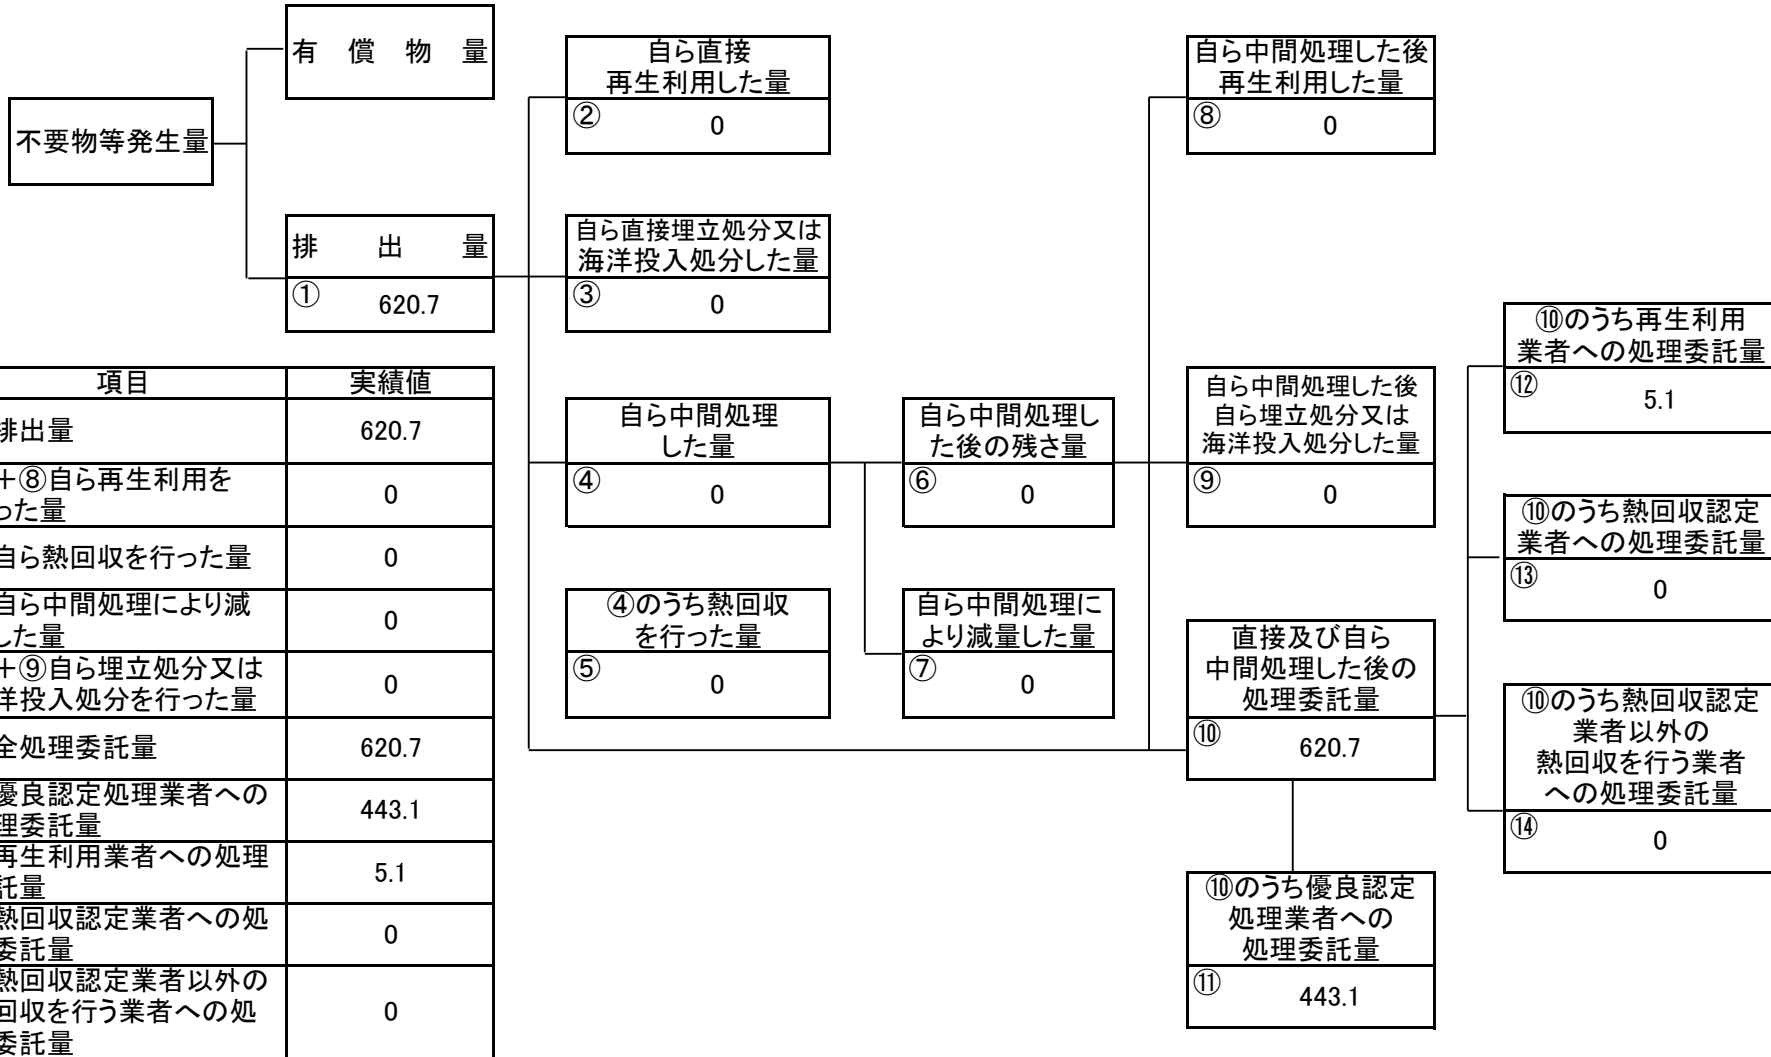 有償物量
不要物等発生量
排出量
①
620.7
自ら直接
再生利用した量
②
0
自ら直接埋立処分又は
海洋投入処分した量
③
0
自ら中間処理
した量
④
0
④のうち熱回収
を行った量
⑤
0
自ら中間処理し
た後の残さ量
⑥
0
自ら中間処理に
より減量した量
⑦
0
自ら中間処理した後
再生利用した量
⑧
0
自ら中間処理した後
自ら埋立処分又は
海洋投入処分した量
⑨
0
直接及び自ら
中間処理した後の
処理委託量
⑩
620.7
⑩のうち優良認定
処理業者への
処理委託量
⑪
443.1
⑩のうち再生利用
業者への処理委託量
⑫
5.1
⑩のうち熱回収認定
業者への処理委託量
⑬
0
⑩のうち熱回収認定
業者以外の
熱回収を行う業者
への処理委託量
⑭
0
項目 実績値
排出量 620.7
+⑧自ら再生利用を
った量
0
自ら熱回収を行った量 0
自ら中間処理により減
した量
0
+⑨自ら埋立処分又は
洋投入処分を行った量
0
全処理委託量 620.7
優良認定処理業者への
理委託量
443.1
再生利用業者への処理
託量
5.1
熱回収認定業者への処
委託量
0
熱回収認定業者以外の
回収を行う業者への処
委託量
0